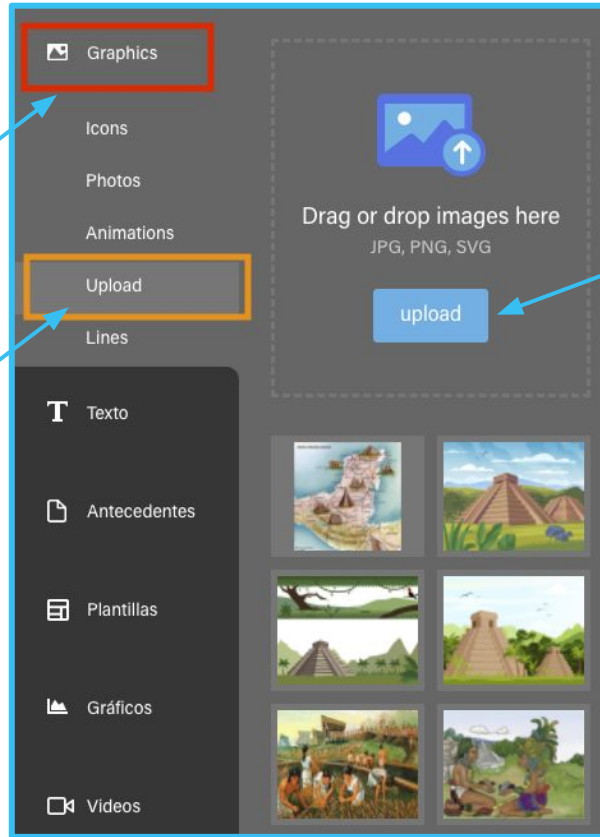 Graphics
Icons
Photos
Animations
Upload
Lines
Texto
Antecedentes
Plantillas
Gráficos
Videos
Drag or drop images here
JPG, PNG, SVG
upload